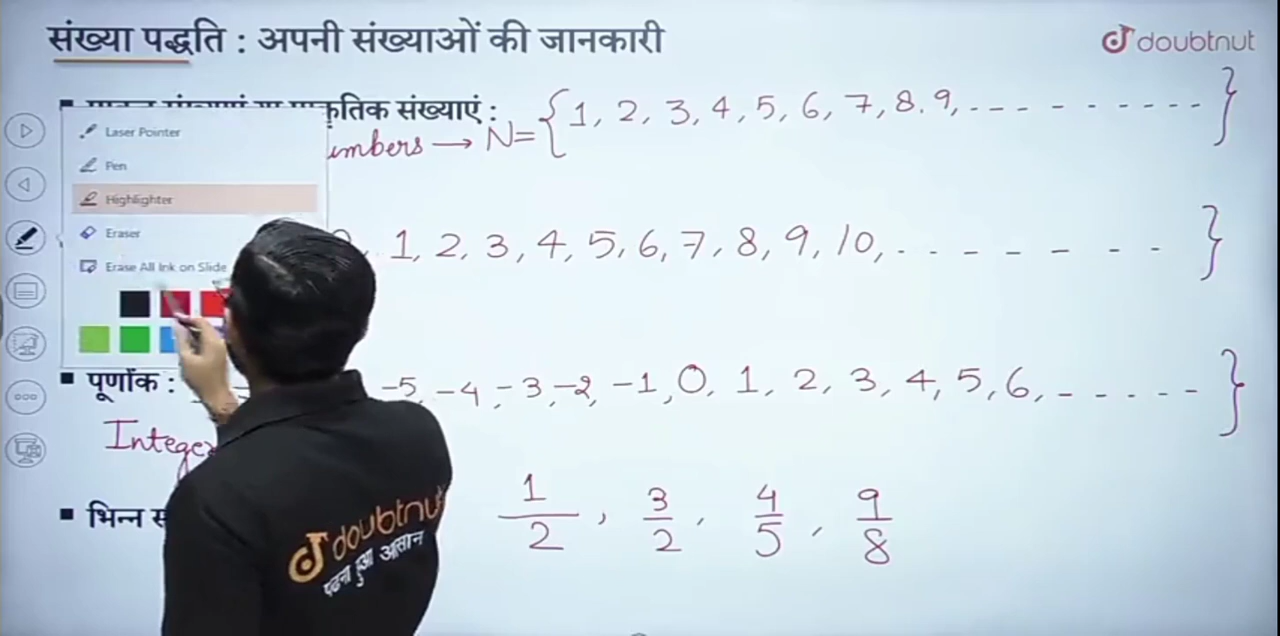 संख्या पद्धति : अपनी संख्याओं की जानकारी
doubtnut
कृतिक संख्याएं : {1, 2, 3, 4, 5, 6, 7, 8. 9, - - - - - - - - - - }
umbers → N=
Laser Pointer
Pen
Highlighter
Eraser
Erase All Ink on Slide
1, 2, 3, 4, 5, 6, 7, 8, 9, 10, - - - - - - - }
पूर्णांक : -5, -4, -3, -2, -1, 0, 1, 2, 3, 4, 5, 6, - - - - - }
Integer
भिन्न
1/2, 3/2, 4/5, 9/8
doubtnut
पढ़ना हुआ आसान